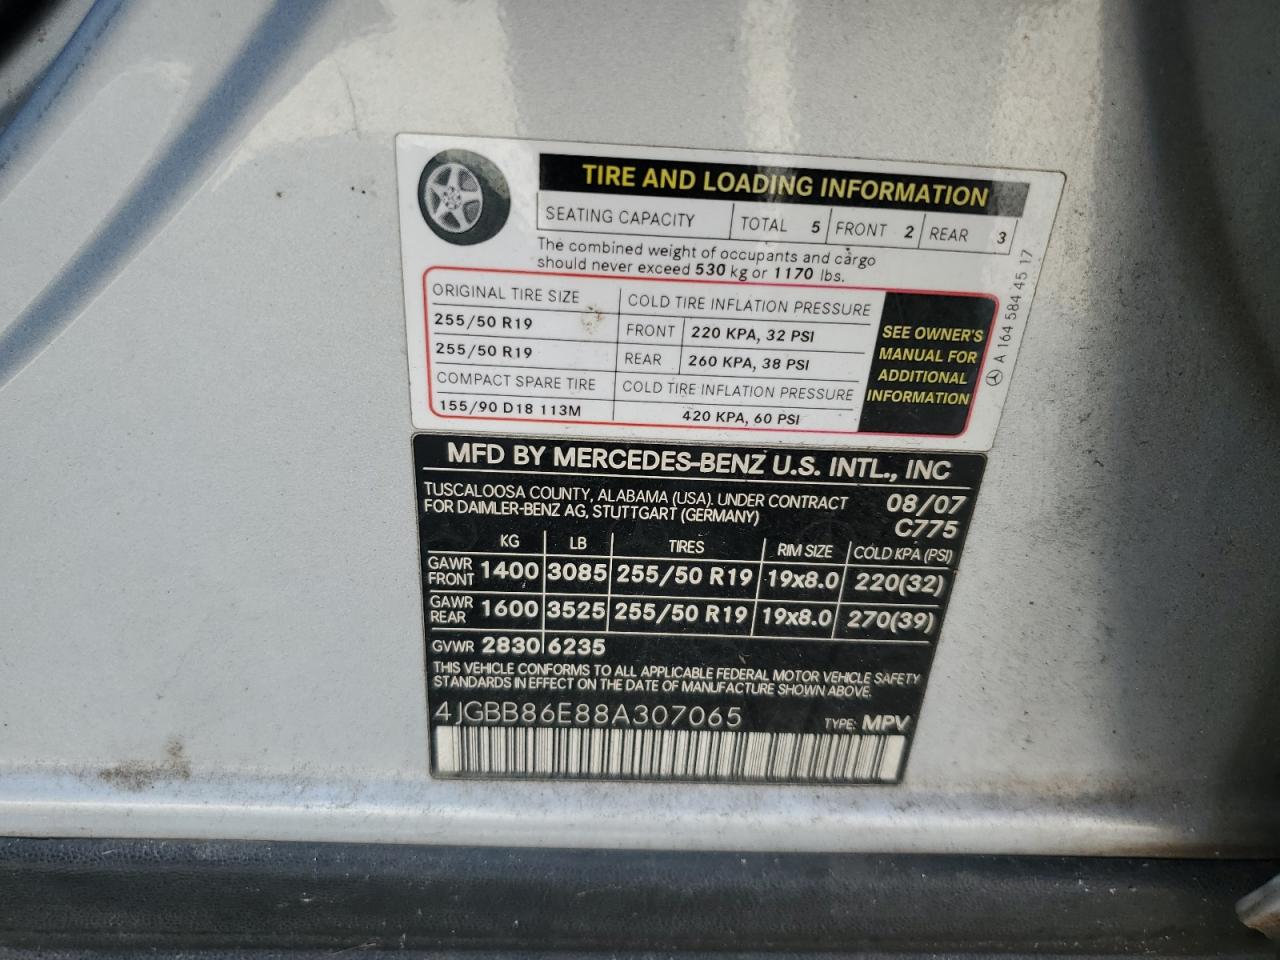 TIRE AND LOADING INFORMATION
SEATING CAPACITY TOTAL 5 FRONT 2 REAR 3
The combined weight of occupants and cargo
should never exceed 530 kg or 1170 lbs.
ORIGINAL TIRE SIZE COLD TIRE INFLATION PRESSURE
255/50 R19 FRONT 220 KPA, 32 PSI
255/50 R19 REAR 260 KPA, 38 PSI
COMPACT SPARE TIRE COLD TIRE INFLATION PRESSURE
155/90 D18 113M 420 KPA, 60 PSI
SEE OWNER'S
MANUAL FOR
ADDITIONAL
INFORMATION
A 164 584 45 17
MFD BY MERCEDES-BENZ U.S. INTL., INC
TUSCALOOSA COUNTY, ALABAMA (USA). UNDER CONTRACT 08/07
FOR DAIMLER-BENZ AG, STUTTGART (GERMANY) C775
KG LB TIRES RIM SIZE COLD KPA (PSI)
GAWR FRONT 1400 3085 255/50 R19 19x8.0 220(32)
GAWR REAR 1600 3525 255/50 R19 19x8.0 270(39)
GVWR 2830 6235
THIS VEHICLE CONFORMS TO ALL APPLICABLE FEDERAL MOTOR VEHICLE SAFETY
STANDARDS IN EFFECT ON THE DATE OF MANUFACTURE SHOWN ABOVE.
4JGBB86E88A307065 TYPE: MPV